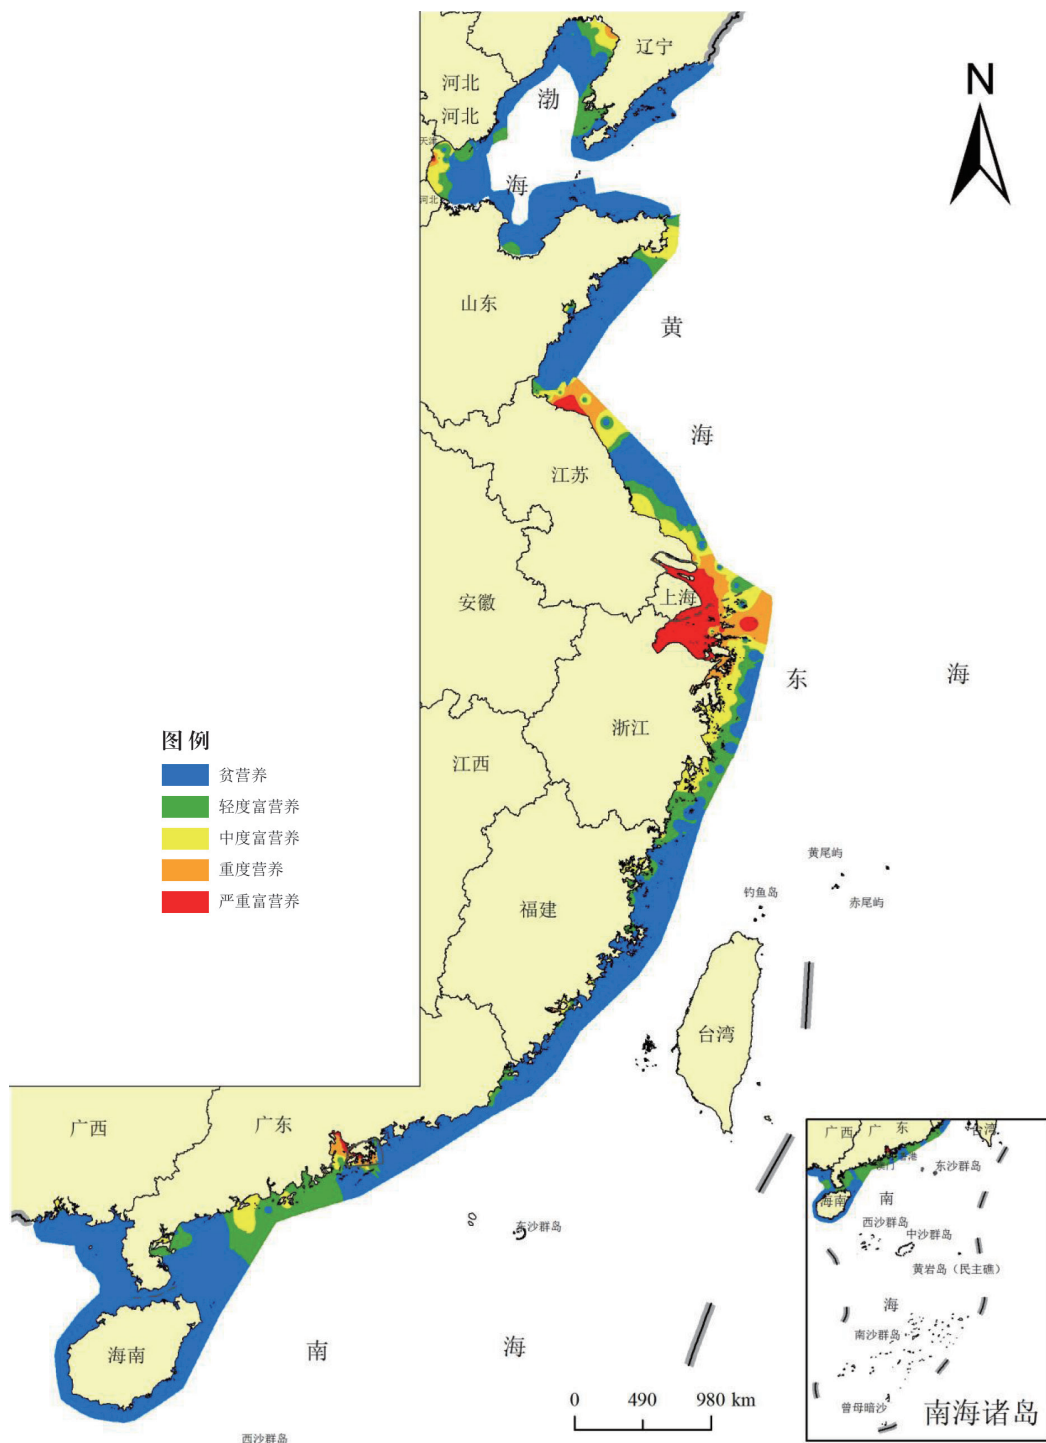 辽宁
N
河北
渤
河北
天津
海
河北
山东
黄
海
江苏
上海
安徽
东 海
浙江
图 例
江西
贫营养
轻度富营养
中度富营养
重度营养
严重富营养
黄尾屿
钓鱼岛
赤尾屿
福建
台湾
广西
广东
东沙群岛
海南
南 海
0 490 980 km
西沙群岛
广西 广 东 台湾
香港
澳门
东沙群岛
海南 南
西沙群岛
中沙群岛
黄岩岛（民主礁）
海
南沙群岛
曾母暗沙
南海诸岛